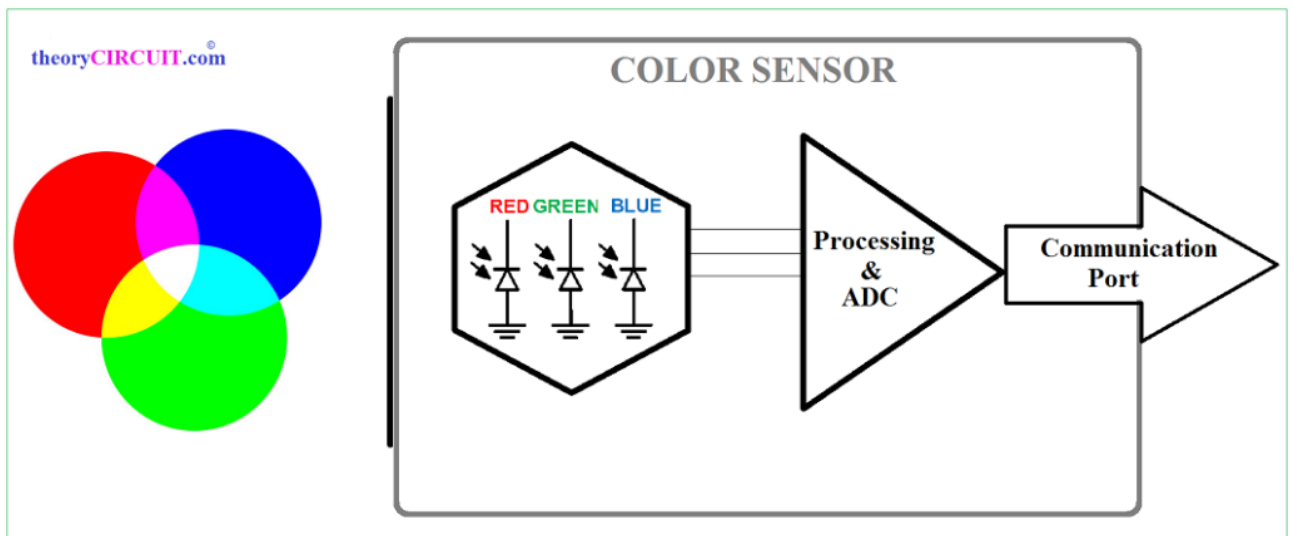 ©
theoryCIRCUIT.com
COLOR SENSOR
RED GREEN BLUE
Processing
&
ADC
Communication
Port